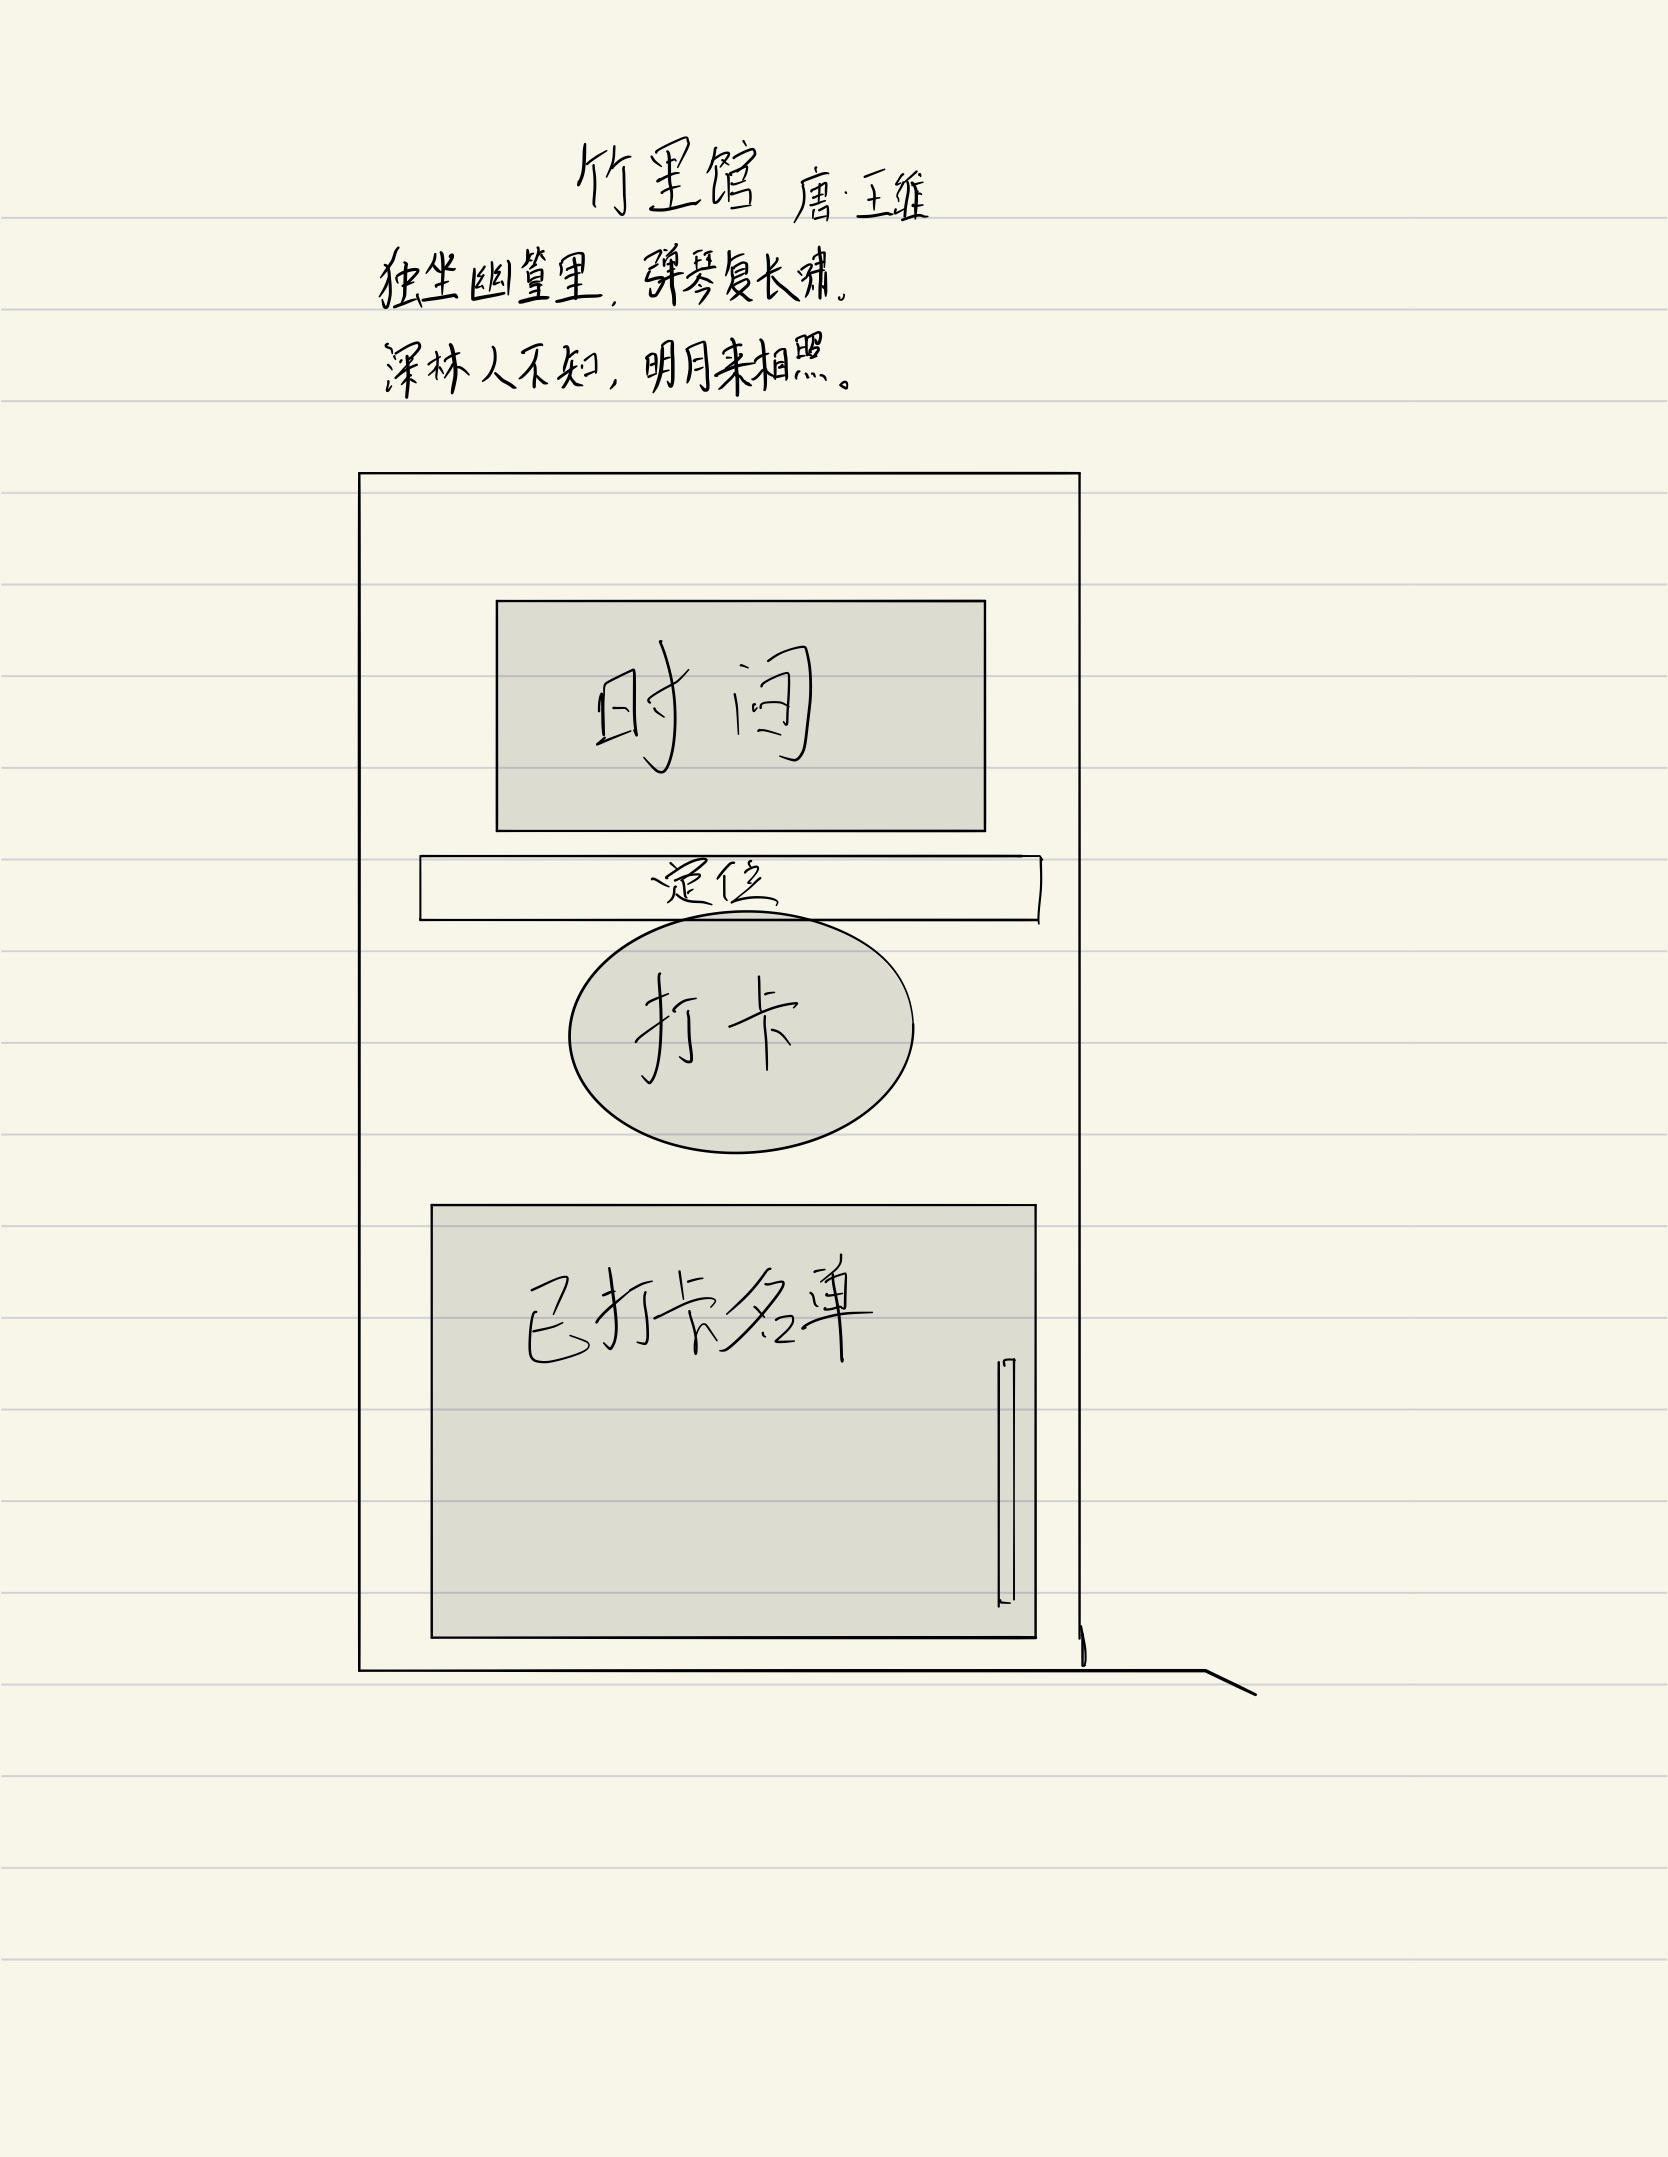 竹里馆 唐·王维
独坐幽篁里，弹琴复长啸。
深林人不知，明月来相照。
时间
定位
打卡
已打卡名单